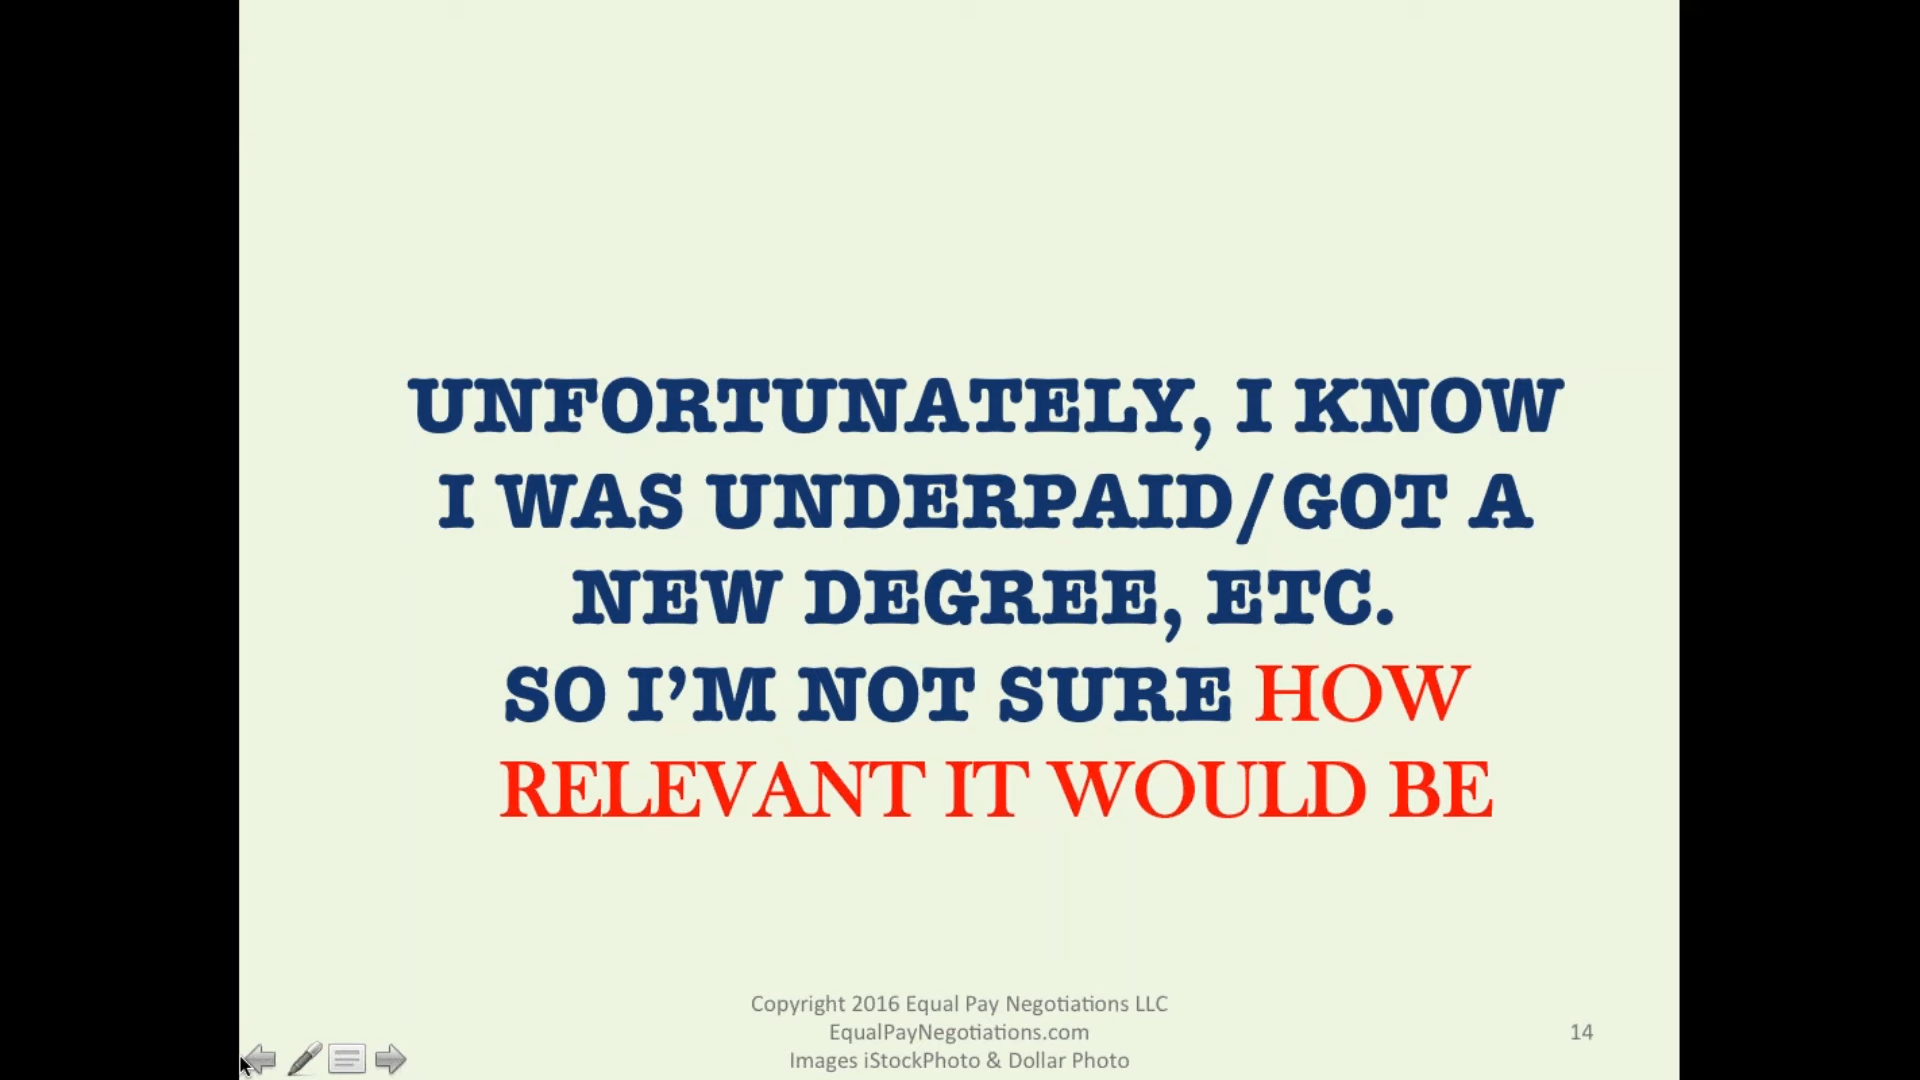 UNFORTUNATELY, I KNOW
I WAS UNDERPAID/GOT A
NEW DEGREE, ETC.
SO I’M NOT SURE HOW
RELEVANT IT WOULD BE
Copyright 2016 Equal Pay Negotiations LLC
EqualPayNegotiations.com
14
Images iStockPhoto & Dollar Photo